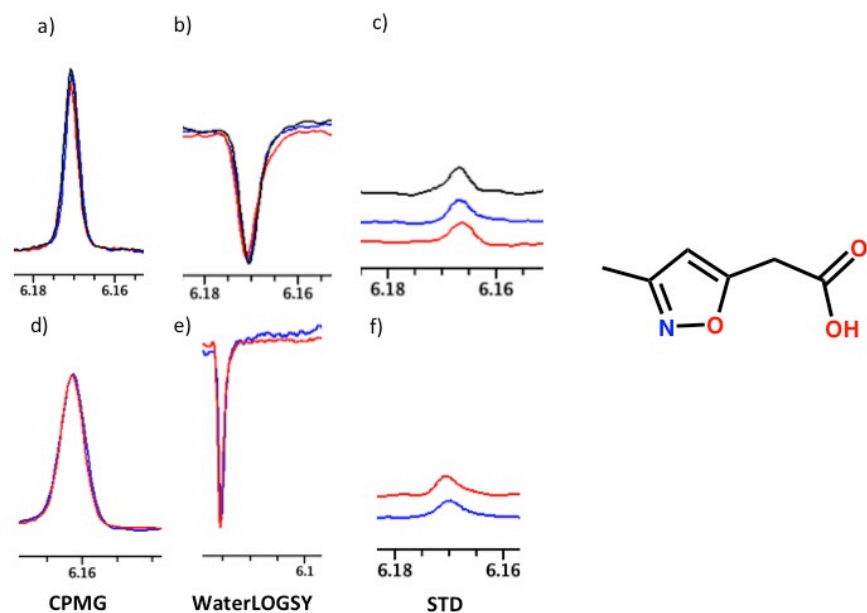 a)
b)
c)
6.18 6.16
6.18 6.16
6.18 6.16
N
O
O
OH
d)
e)
f)
6.16
6.1
6.18 6.16
CPMG
WaterLOGSY
STD